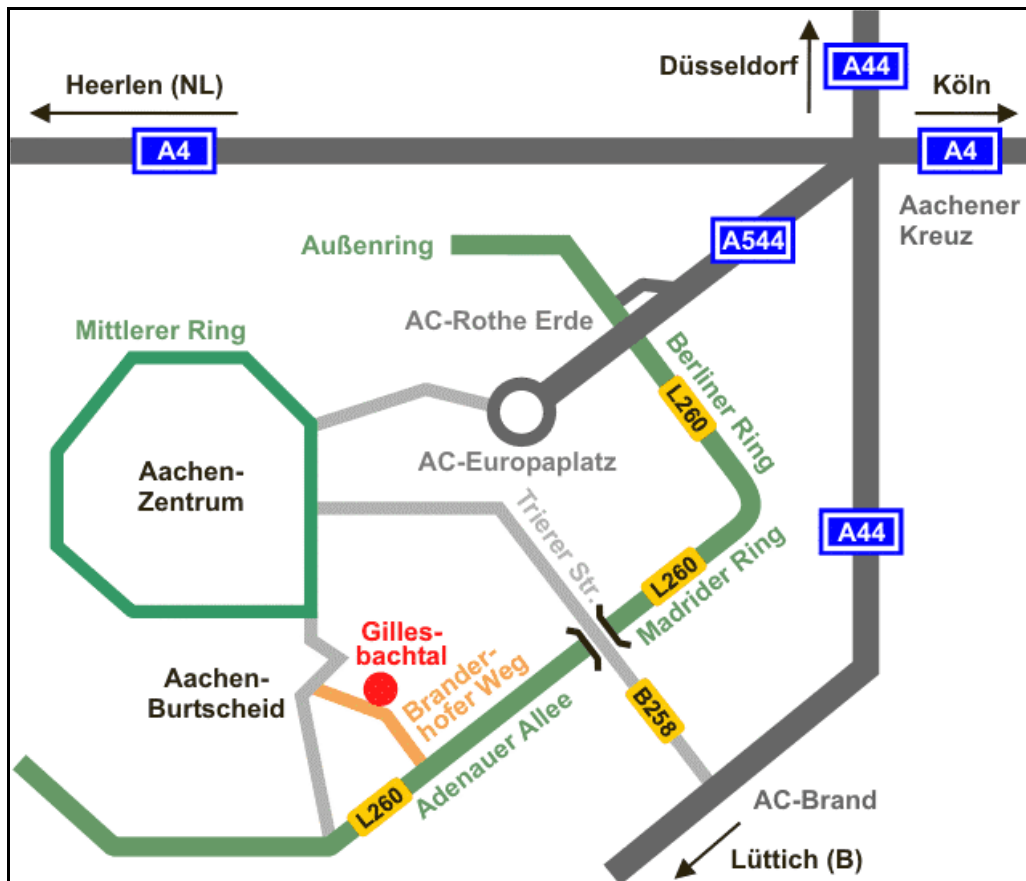 Düsseldorf
A44
Heerlen (NL)
Köln
A4
A4
Aachener
Kreuz
A544
Außenring
AC-Rothe Erde
Mittlerer Ring
Berliner Ring
L260
AC-Europaplatz
Aachen-
Zentrum
Trierer Str.
A44
L260
Madrider Ring
Gilles-
bachtal
Brander-
hofer Weg
Aachen-
Burtscheid
B258
Adenauer Allee
L260
AC-Brand
Lüttich (B)